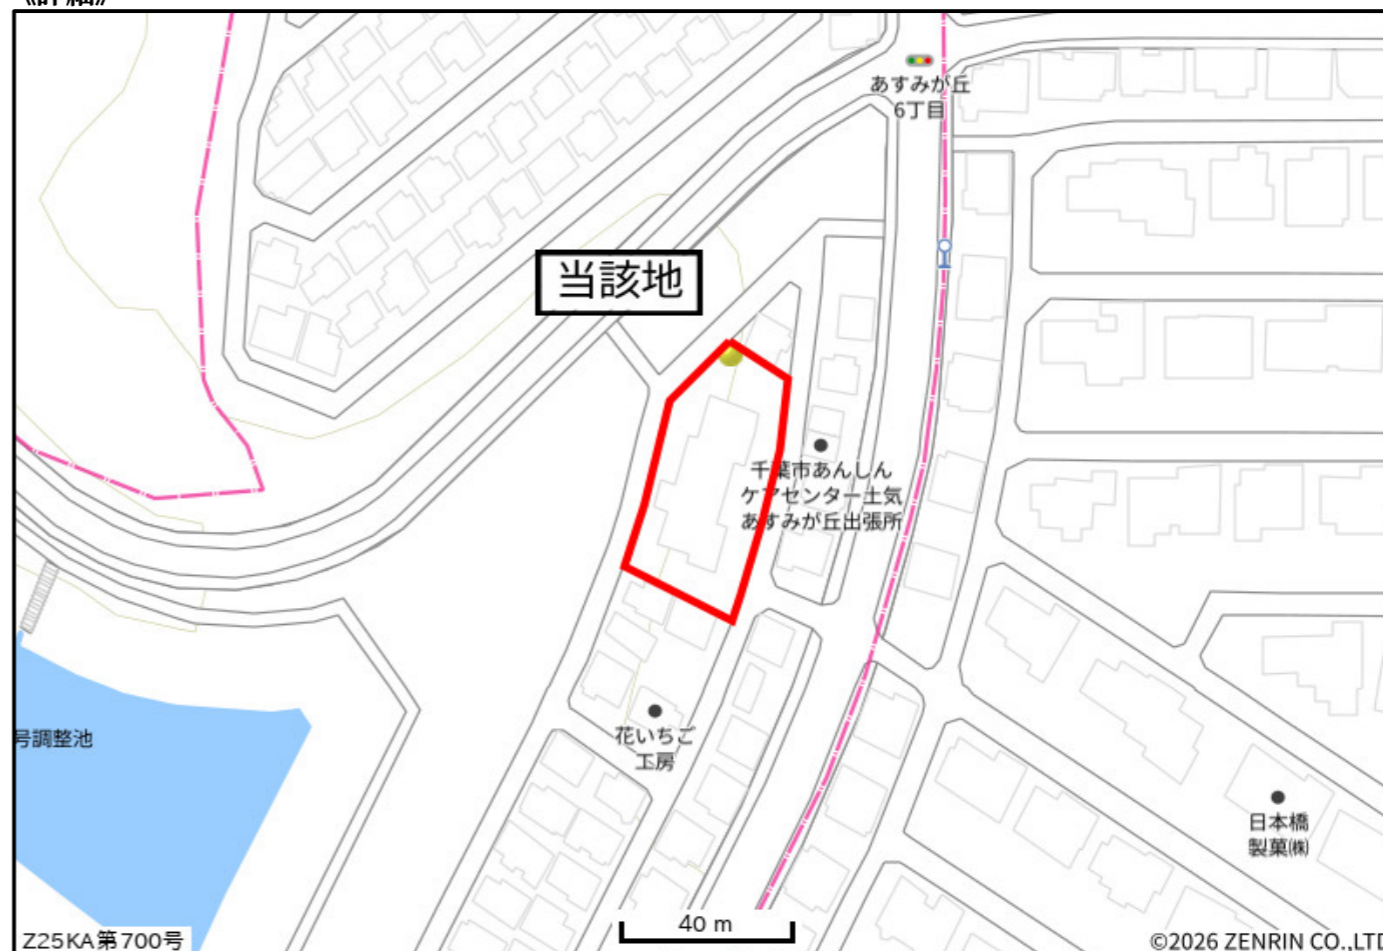 《詳細》
あすみが丘
6丁目
当該地
千葉市あんしん
ケアセンター土気
あすみが丘出張所
号調整池
花いちご
工房
日本橋
製菓㈱
40 m
Z25KA第700号
©2026 ZENRIN CO.,LTD